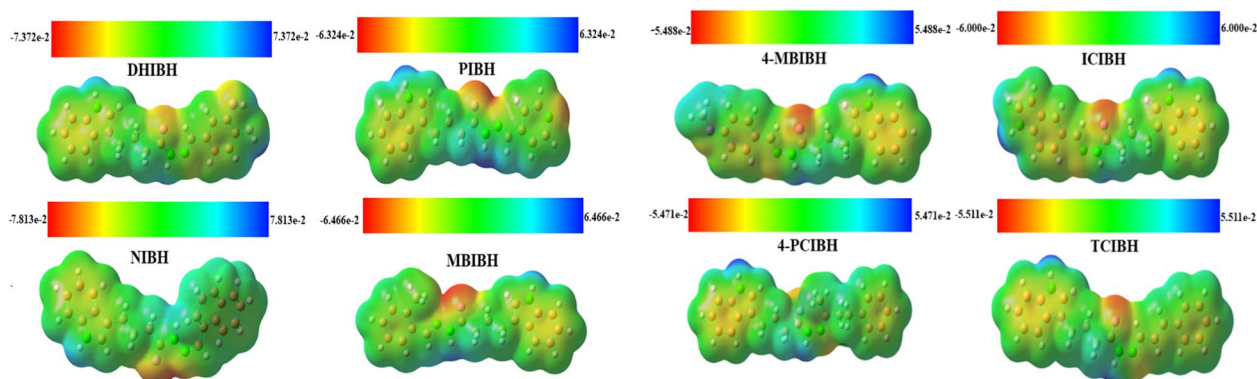 -7.372e-2 7.372e-2
DHIBH
-6.324e-2 6.324e-2
PIBH
-5.488e-2 5.488e-2
4-MBIBH
-6.000e-2 6.000e-2
ICIBH
-7.813e-2 7.813e-2
NIBH
-6.466e-2 6.466e-2
MBIBH
-5.471e-2 5.471e-2
4-PCIBH
-5.511e-2 5.511e-2
TCIBH